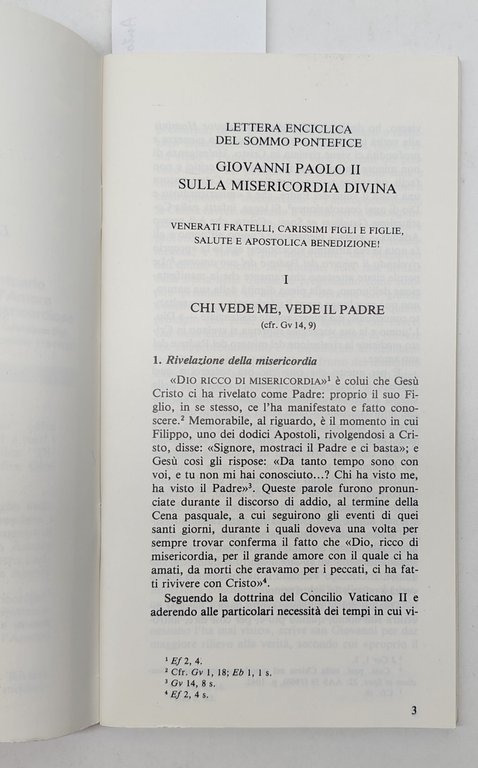 LETTERA ENCICLICA
DEL SOMMO PONTEFICE
GIOVANNI PAOLO II
SULLA MISERICORDIA DIVINA
VENERATI FRATELLI, CARISSIMI FIGLI E FIGLIE,
SALUTE E APOSTOLICA BENEDIZIONE!
I
CHI VEDE ME, VEDE IL PADRE
(cfr. Gv 14, 9)
1. Rivelazione della misericordia
«DIO RICCO DI MISERICORDIA»¹ è colui che Gesù
Cristo ci ha rivelato come Padre: proprio il suo Fi-
glio, in se stesso, ce l'ha manifestato e fatto cono-
scere.² Memorabile, al riguardo, è il momento in cui
Filippo, uno dei dodici Apostoli, rivolgendosi a Cri-
sto, disse: «Signore, mostraci il Padre e ci basta»; e
Gesù così gli rispose: «Da tanto tempo sono con
voi, e tu non mi hai conosciuto...? Chi ha visto me,
ha visto il Padre»³. Queste parole furono pronun-
ciate durante il discorso di addio, al termine della
Cena pasquale, a cui seguirono gli eventi di quei
santi giorni, durante i quali doveva una volta per
sempre trovar conferma il fatto che «Dio, ricco di
misericordia, per il grande amore con il quale ci ha
amati, da morti che eravamo per i peccati, ci ha fat-
ti rivivere con Cristo»⁴.
Seguendo la dottrina del Concilio Vaticano II e
aderendo alle particolari necessità dei tempi in cui vi-
¹ Ef 2, 4.
² Cfr. Gv 1, 18; Eb 1, 1 s.
³ Gv 14, 8 s.
⁴ Ef 2, 4 s.
3